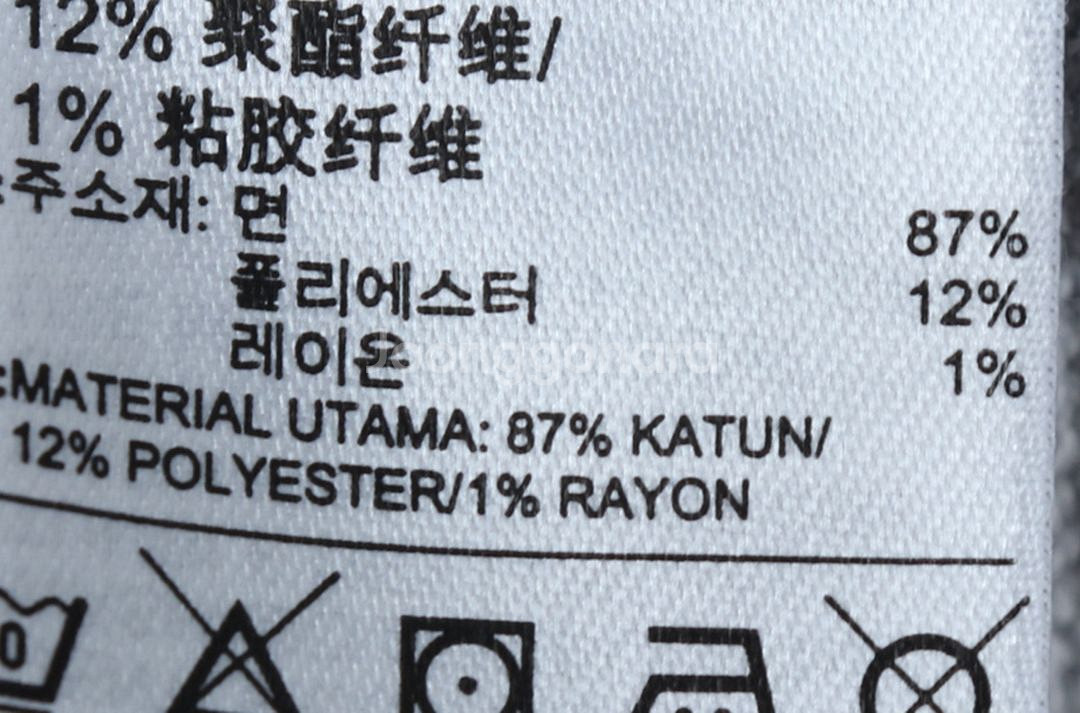 12% 聚酯纤维/
1% 粘胶纤维
주소재: 면 87%
폴리에스터 12%
레이온 1%
:MATERIAL UTAMA: 87% KATUN/
12% POLYESTER/1% RAYON
0